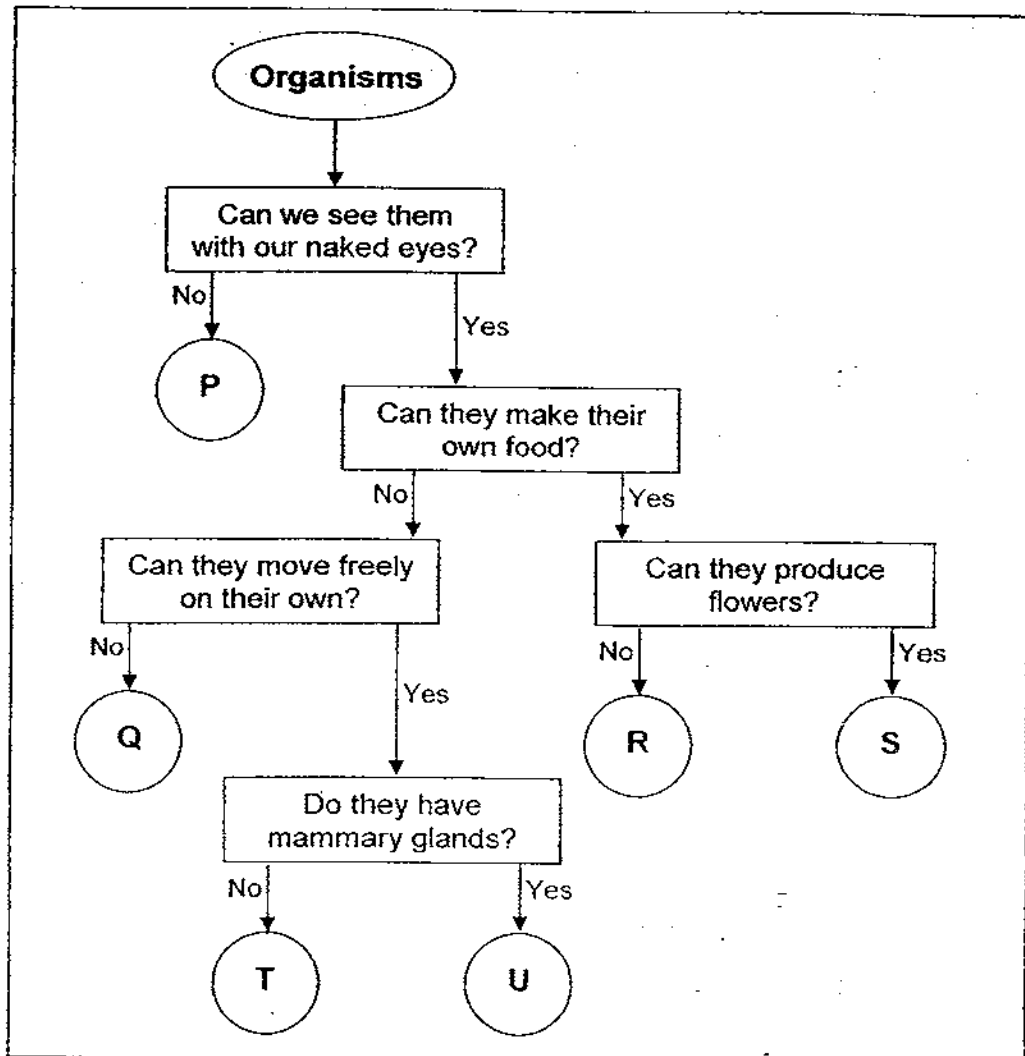 Organisms
Can we see them
with our naked eyes?
No
Yes
P
Can they make their
own food?
No
Yes
Can they move freely
on their own?
Can they produce
flowers?
No
Yes
No
Yes
Q
R
S
Do they have
mammary glands?
No
Yes
T
U